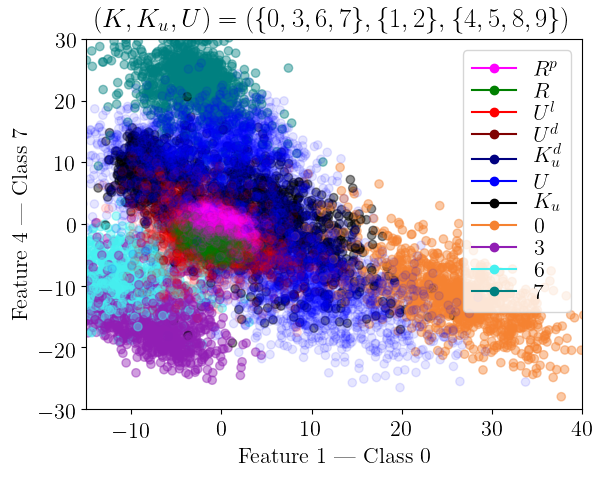 (K, K_u, U) = ({0, 3, 6, 7}, {1, 2}, {4, 5, 8, 9})
30
20
10
0
−10
−20
−30
Feature 4 — Class 7
R^p
R
U^l
U^d
K_u^d
U
K_u
0
3
6
7
−10 0 10 20 30 40
Feature 1 — Class 0